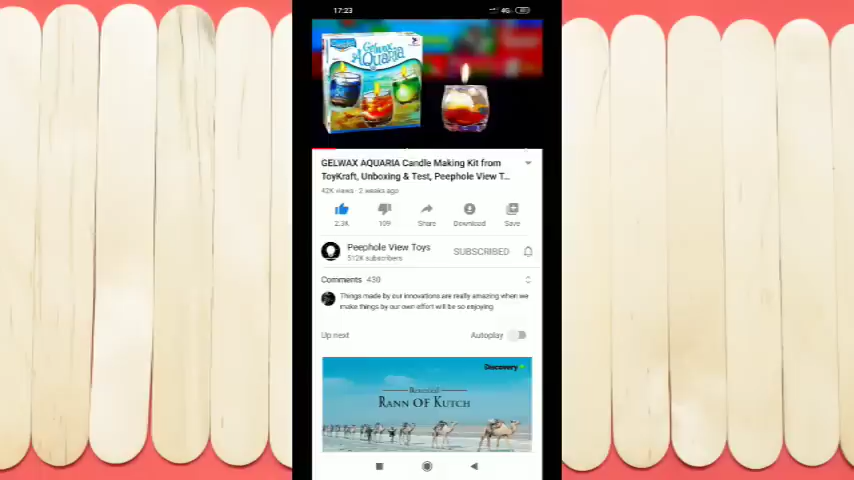 17:23
4G
Gelwax
AQuaria
GELWAX AQUARIA Candle Making Kit from
ToyKraft, Unboxing & Test, Peephole View T...
42K views · 2 weeks ago
2.3K
109
Share
Download
Save
Peephole View Toys
512K subscribers
SUBSCRIBED
Comments 430
Things made by our innovations are really amazing when we
make things by our own effort will be so enjoying
Up next
Autoplay
Discovery
Revealed
RANN OF KUTCH